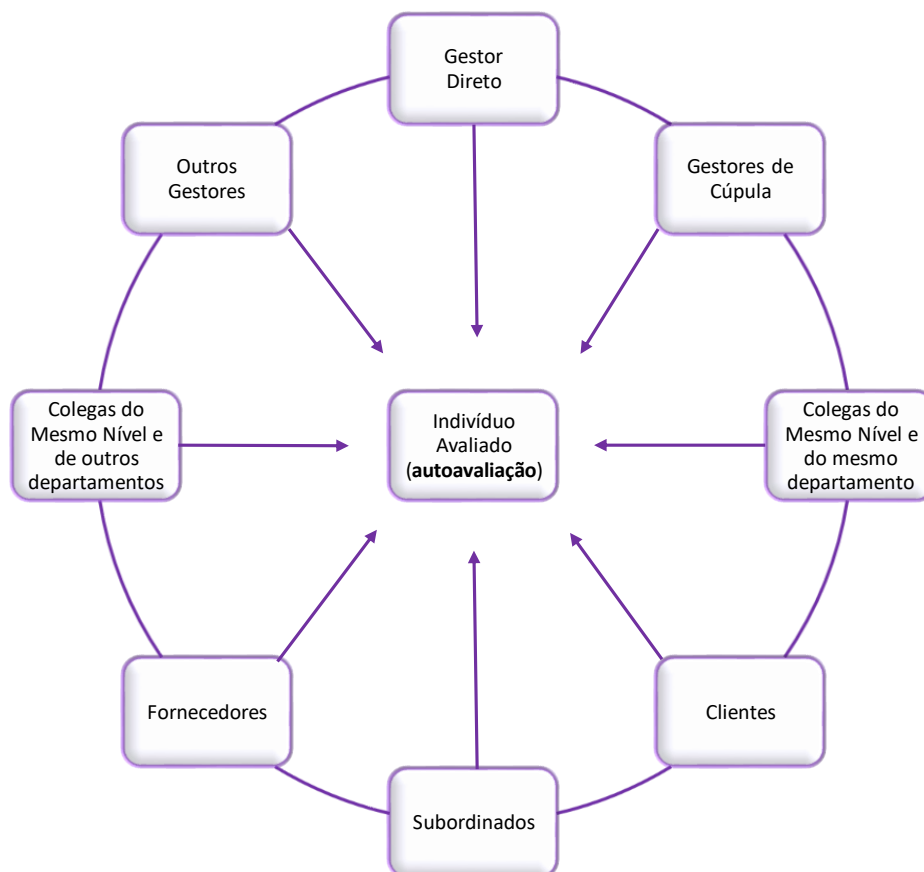 Gestor
Direto
Outros
Gestores
Gestores de
Cúpula
Colegas do
Mesmo Nível e
de outros
departamentos
Indivíduo
Avaliado
(autoavaliação)
Colegas do
Mesmo Nível e
do mesmo
departamento
Fornecedores
Clientes
Subordinados